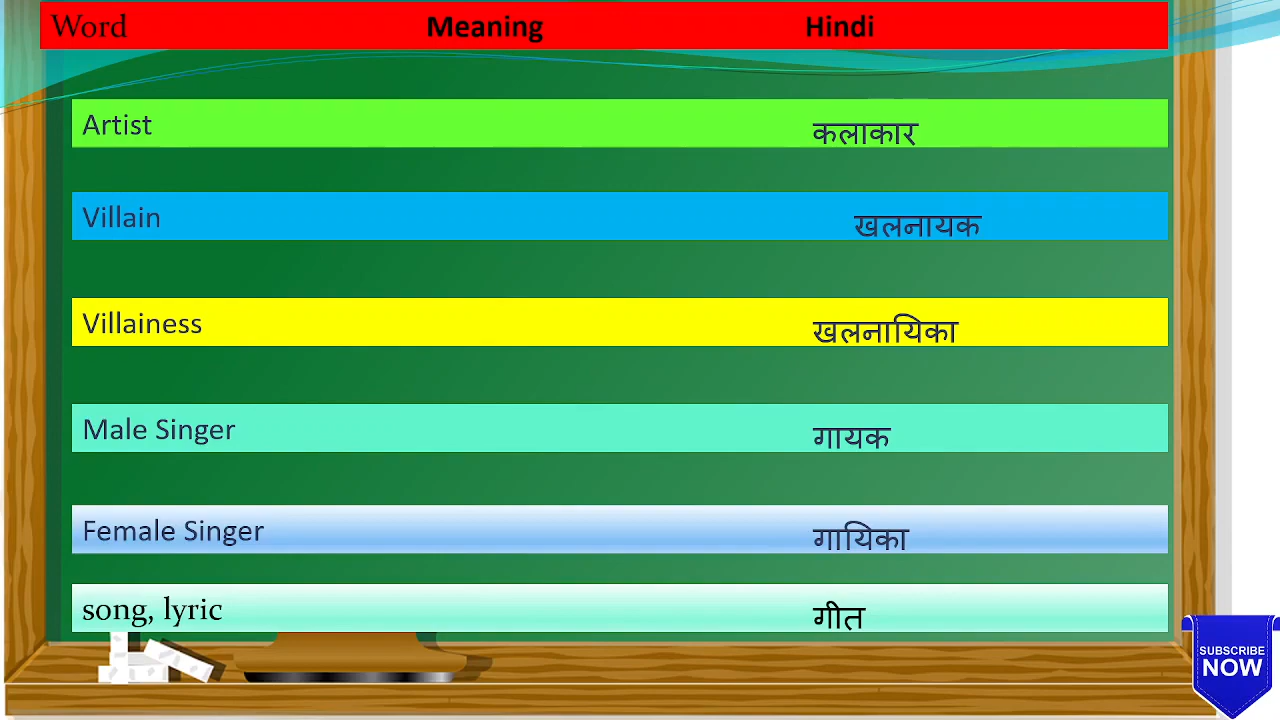 Word Meaning Hindi
Artist कलाकार
Villain खलनायक
Villainess खलनायिका
Male Singer गायक
Female Singer गायिका
song, lyric गीत
SUBSCRIBE
NOW